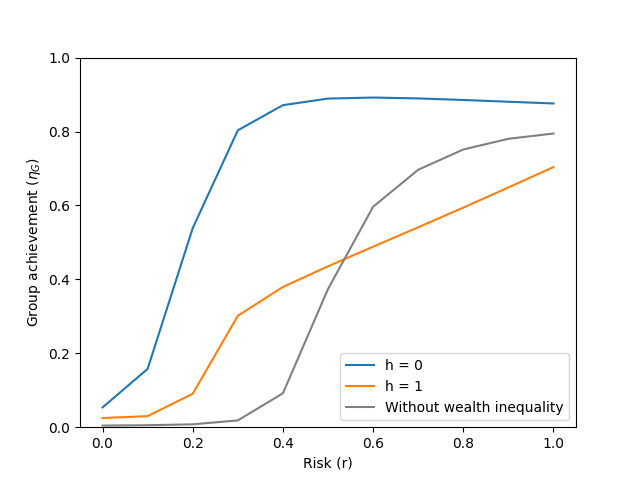 1.0
0.8
0.6
0.4
0.2
0.0
Group achievement (η_G)
0.0 0.2 0.4 0.6 0.8 1.0
Risk (r)
h = 0
h = 1
Without wealth inequality